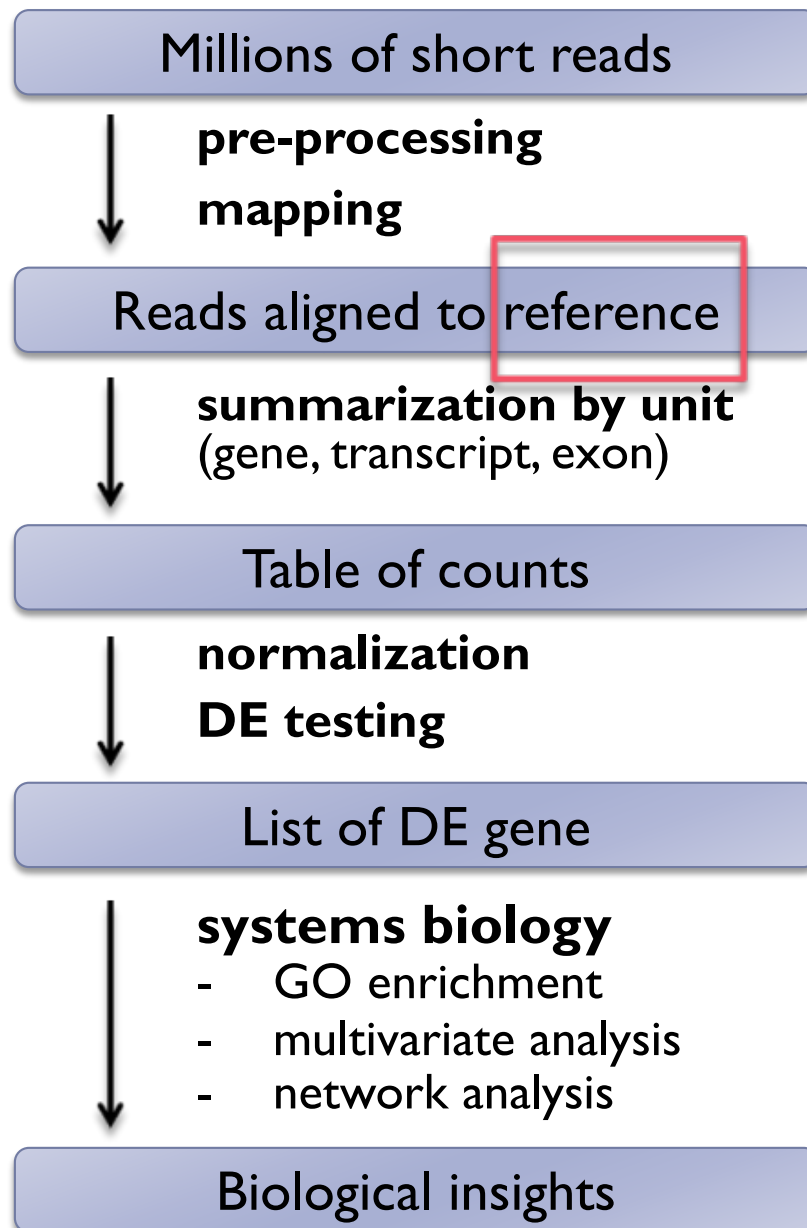 Millions of short reads
pre-processing
mapping
Reads aligned to reference
summarization by unit
(gene, transcript, exon)
Table of counts
normalization
DE testing
List of DE gene
systems biology
- GO enrichment
- multivariate analysis
- network analysis
Biological insights